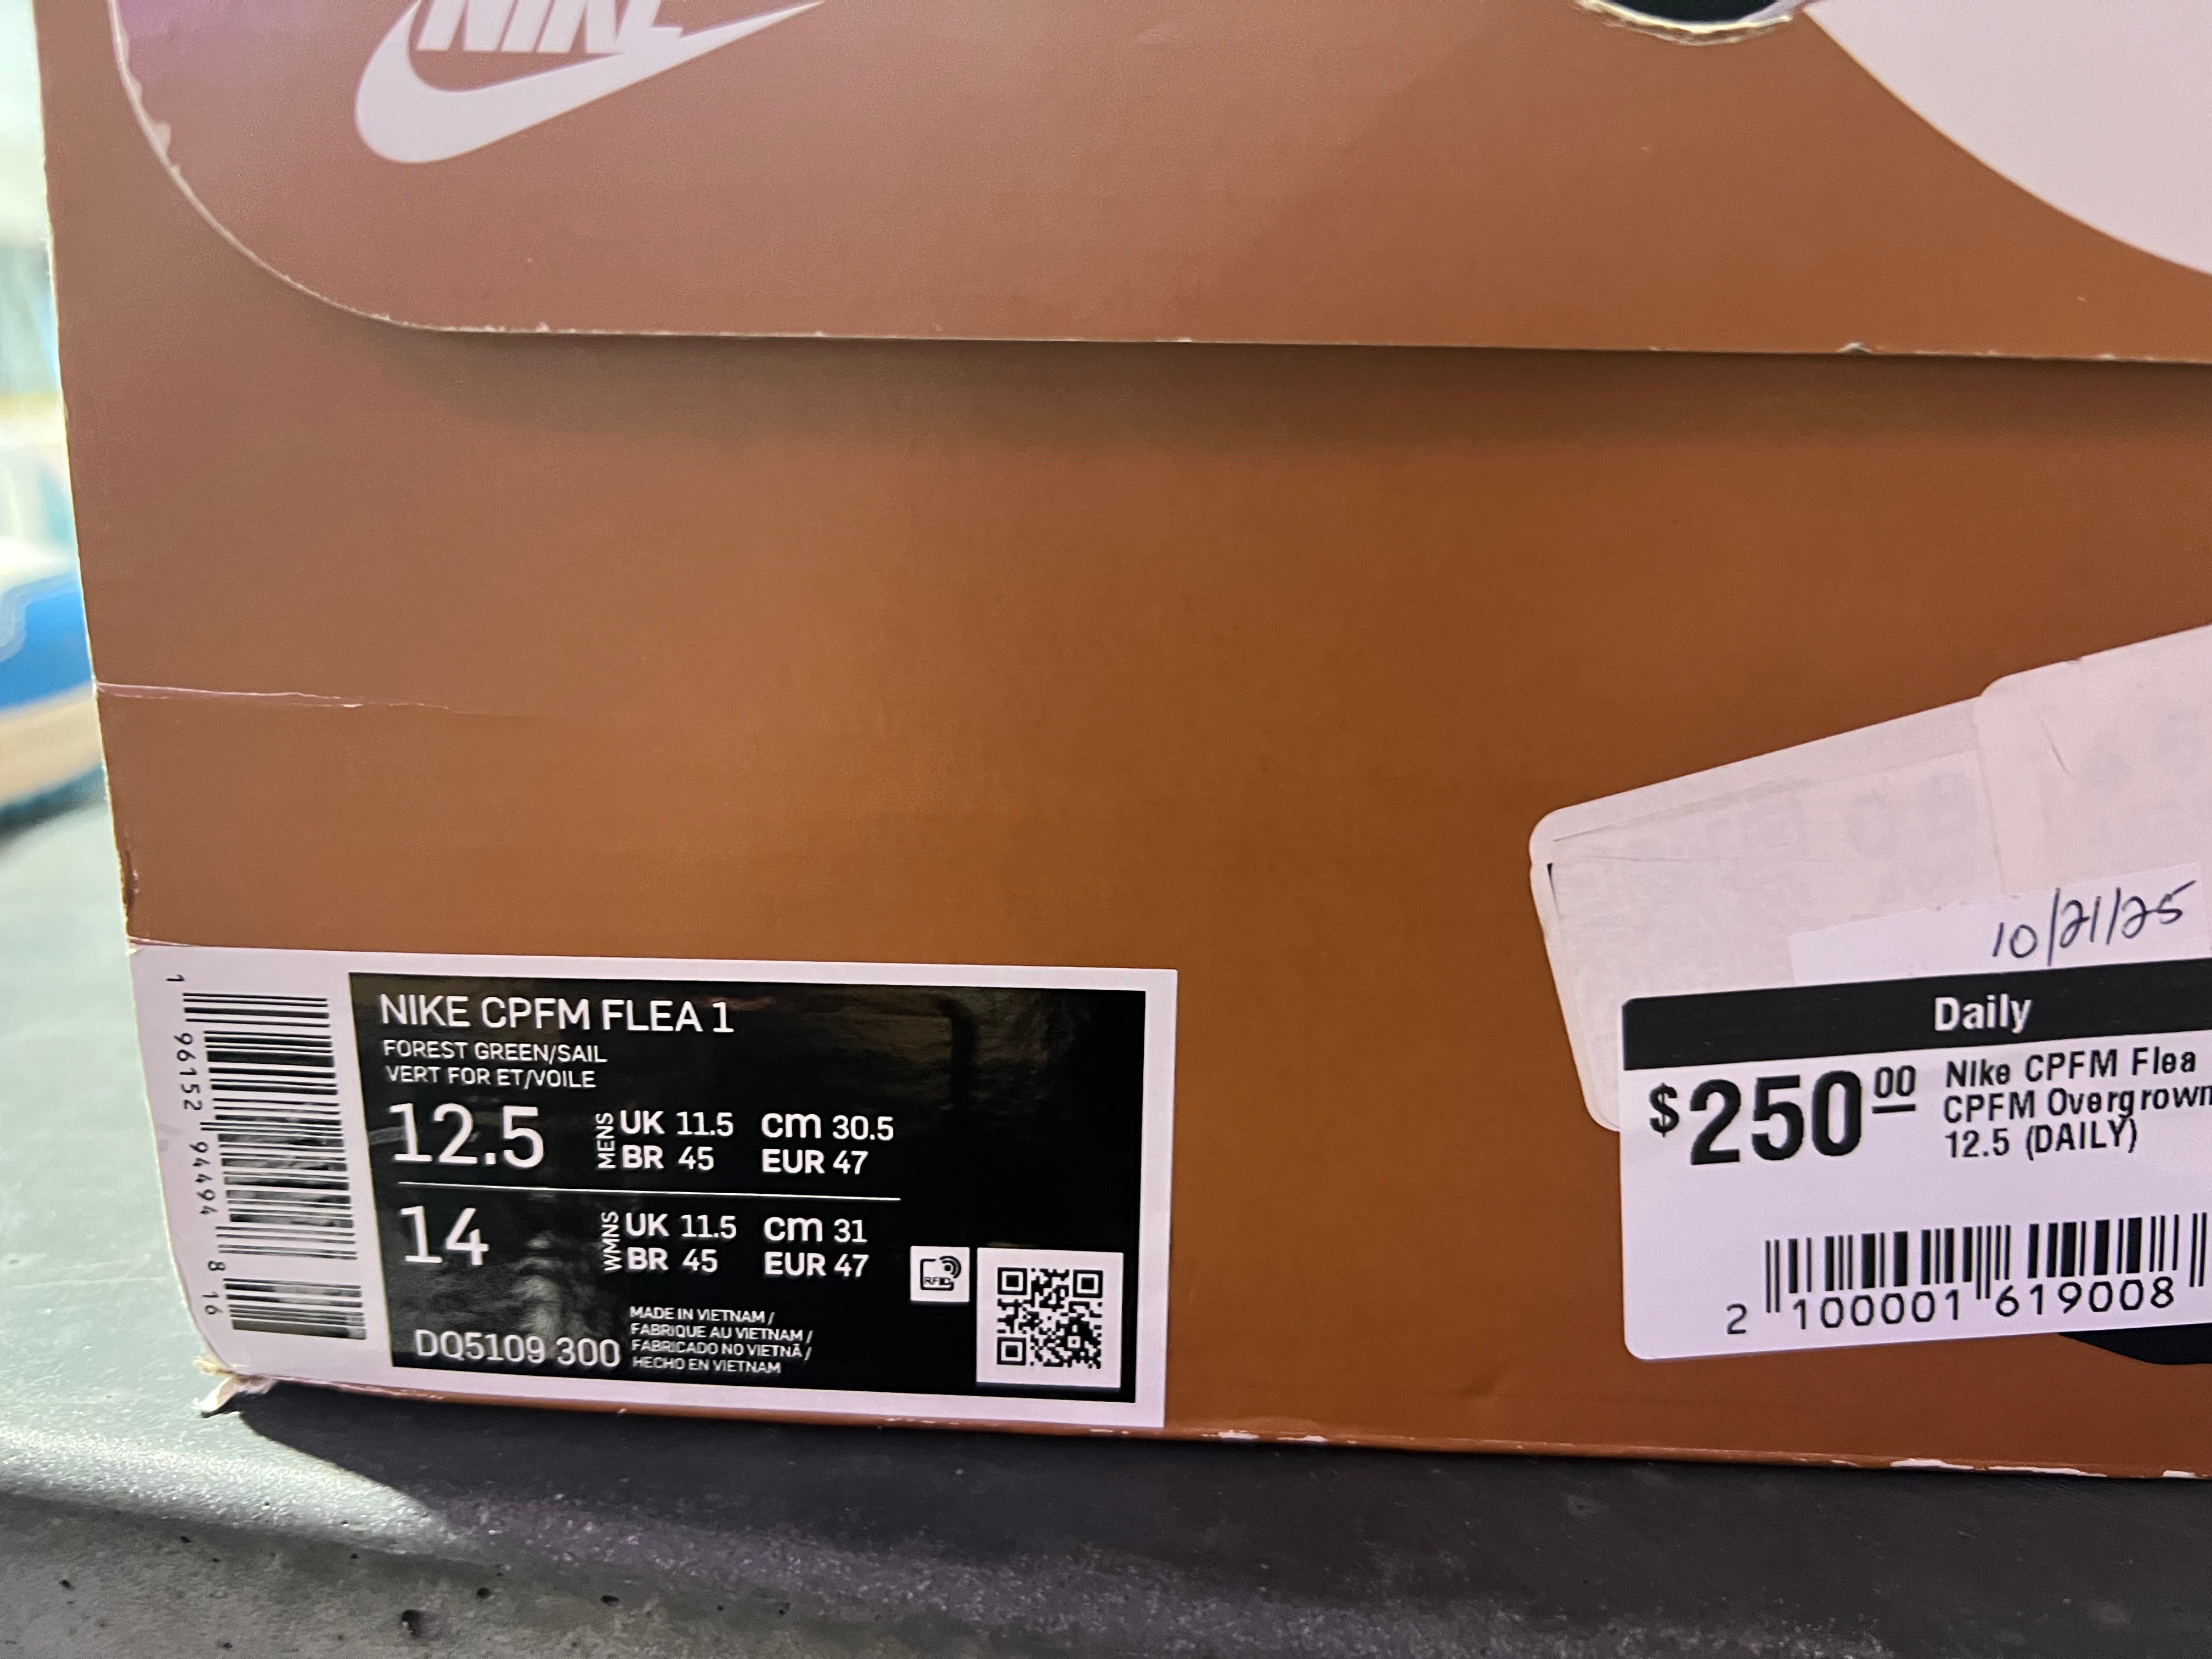 NIKE
NIKE CPFM FLEA 1
FOREST GREEN/SAIL
VERT FOR ET/VOILE
12.5 MENS UK 11.5 cm 30.5
BR 45 EUR 47
14 WMNS UK 11.5 cm 31
BR 45 EUR 47
DQ5109 300
MADE IN VIETNAM /
FABRIQUE AU VIETNAM /
FABRICADO NO VIETNÃ /
HECHO EN VIETNAM
RFID
1 96152 94494 8 16
10/21/25
Daily
$250.00
Nike CPFM Flea
CPFM Overgrown
12.5 (DAILY)
2 100001 619008